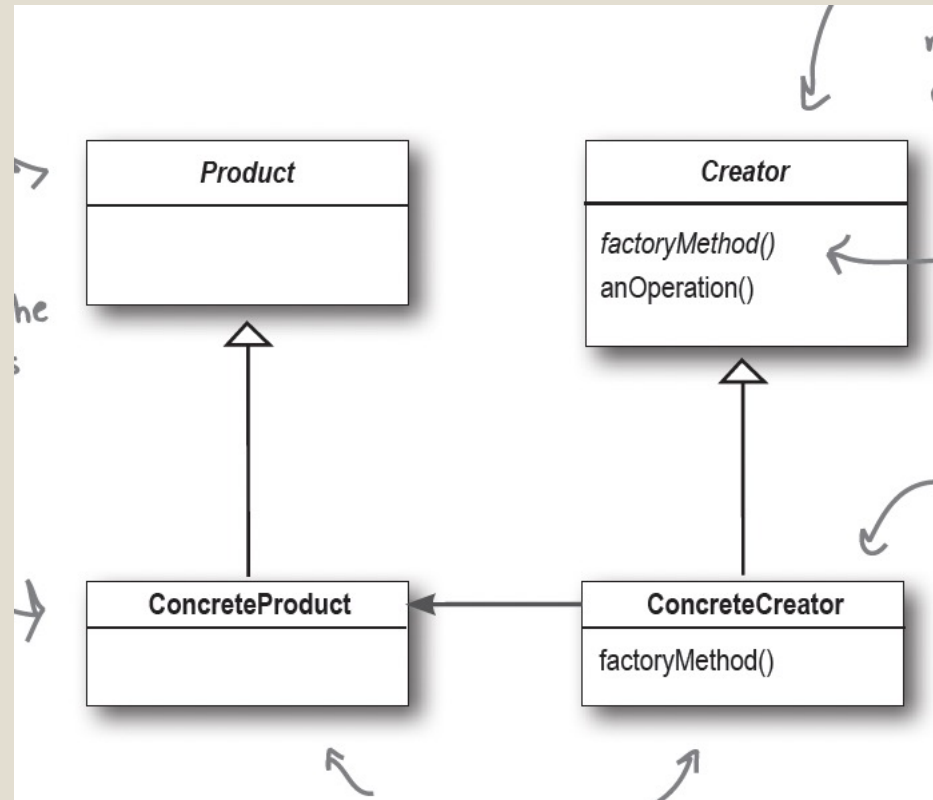 Product
Creator
factoryMethod()
anOperation()
he
s
ConcreteProduct
ConcreteCreator
factoryMethod()